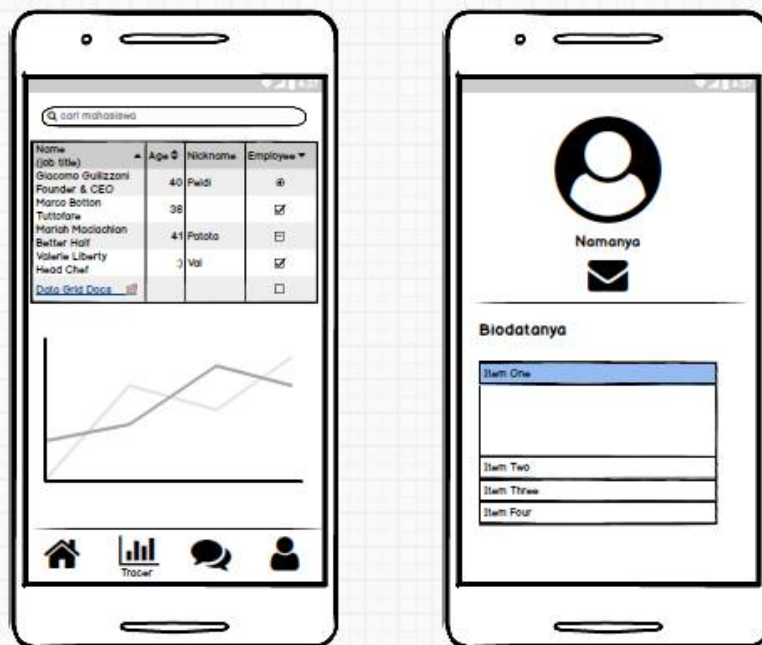 cari mahasiswa
Name
(job title)
Age
Nickname
Employee
Giacomo Guilizzoni
Founder & CEO
40
Peldi
Marco Botton
Tuttofare
38
Mariah Maclachlan
Better Half
41
Patata
Valerie Liberty
Head Chef
:)
Val
Data Grid Docs
Tracer
Namanya
Biodatanya
Item One
Item Two
Item Three
Item Four